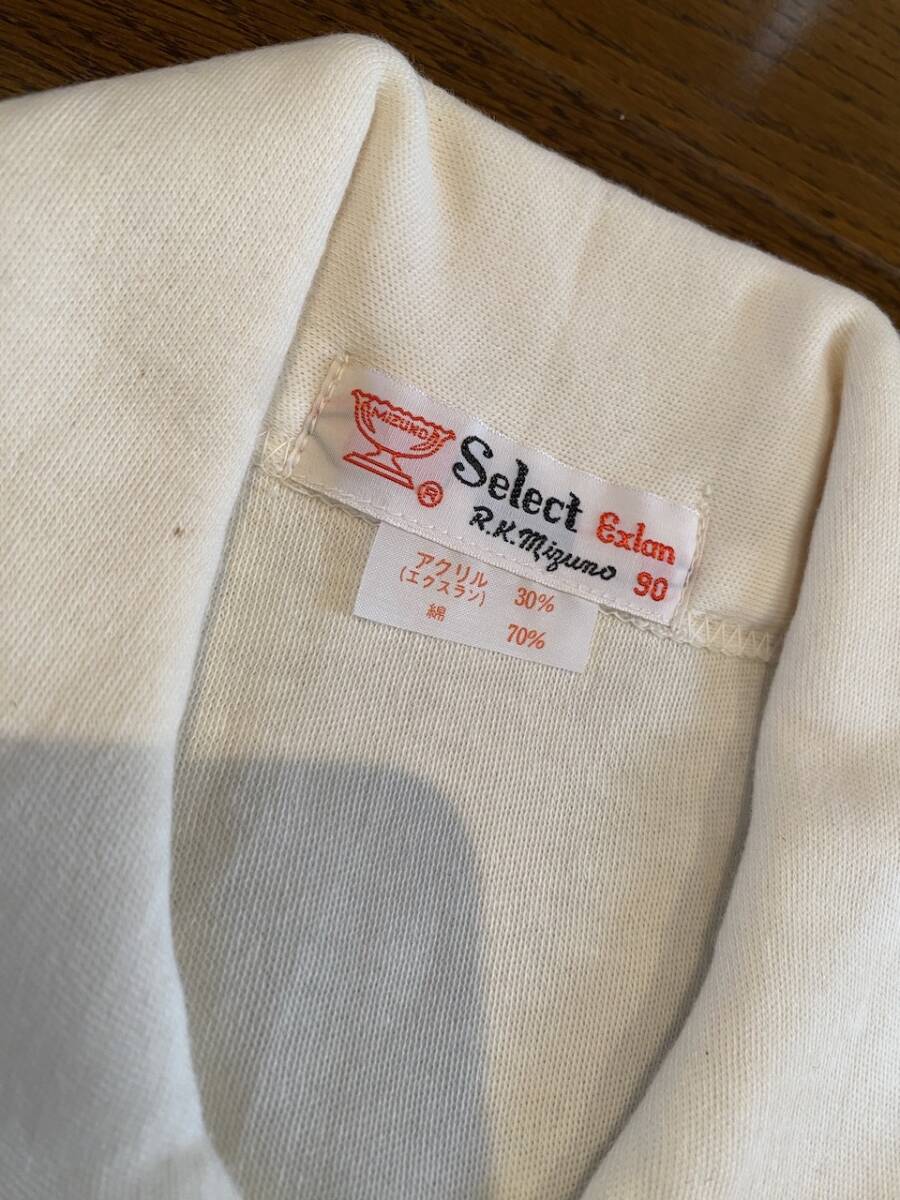 MIZUNO
®
Select Exlan
R.K.Mizuno 90
アクリル 30%
(エクスラン)
綿 70%